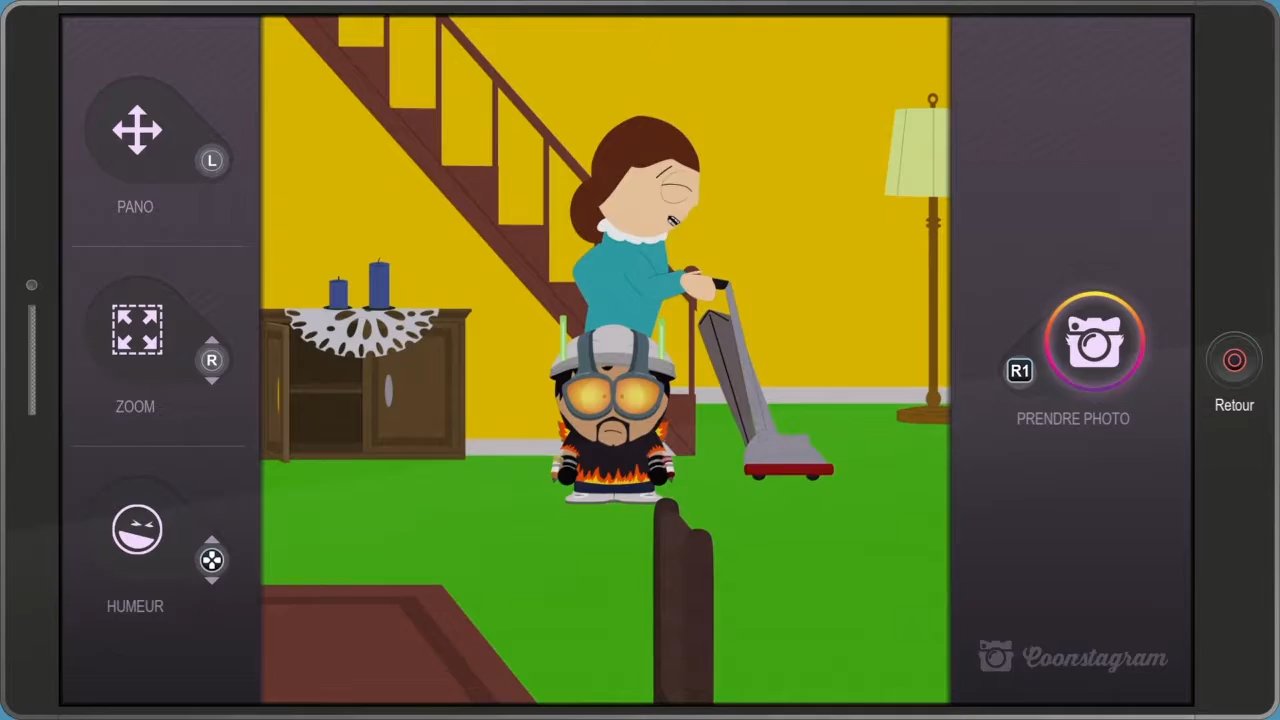 L
PANO
R
ZOOM
HUMEUR
R1
PRENDRE PHOTO
Retour
Coonstagram